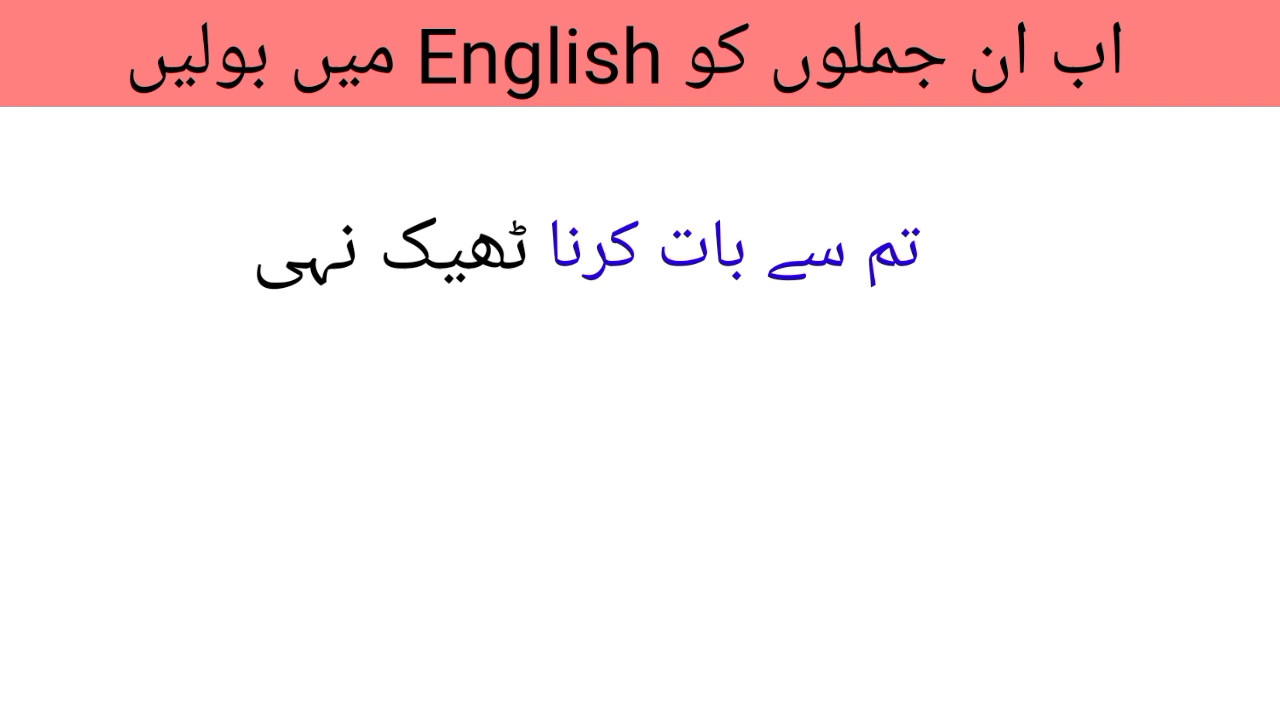 اب ان جملوں کو English میں بولیں
تم سے بات کرنا ٹھیک نہی